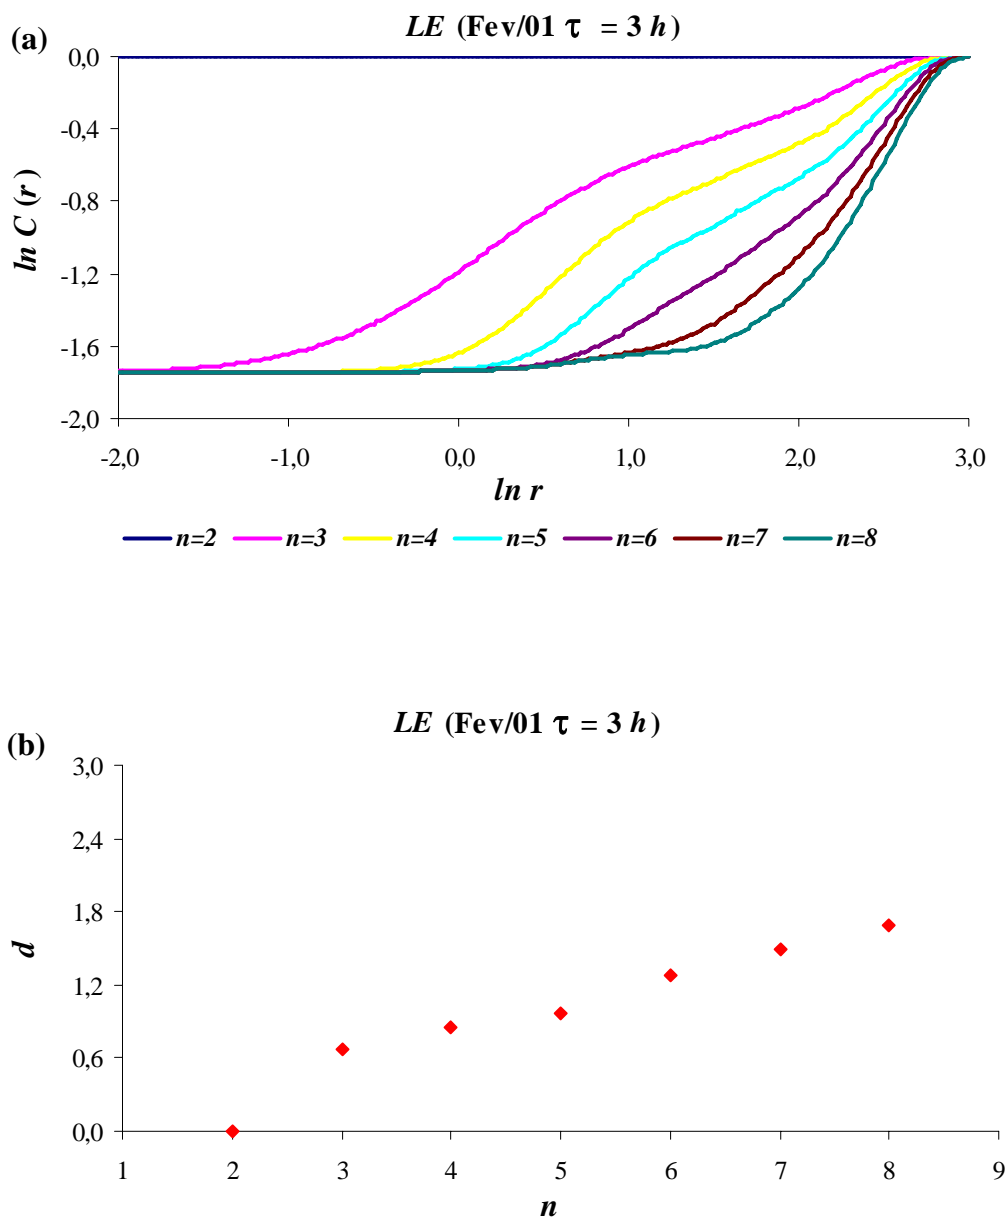 LE (Fev/01 τ = 3 h)
(a)
0,0
-0,4
-0,8
-1,2
-1,6
-2,0
ln C (r)
-2,0 -1,0 0,0 1,0 2,0 3,0
ln r
n=2 n=3 n=4 n=5 n=6 n=7 n=8
LE (Fev/01 τ = 3 h)
(b)
3,0
2,4
1,8
1,2
0,6
0,0
d
1 2 3 4 5 6 7 8 9
n